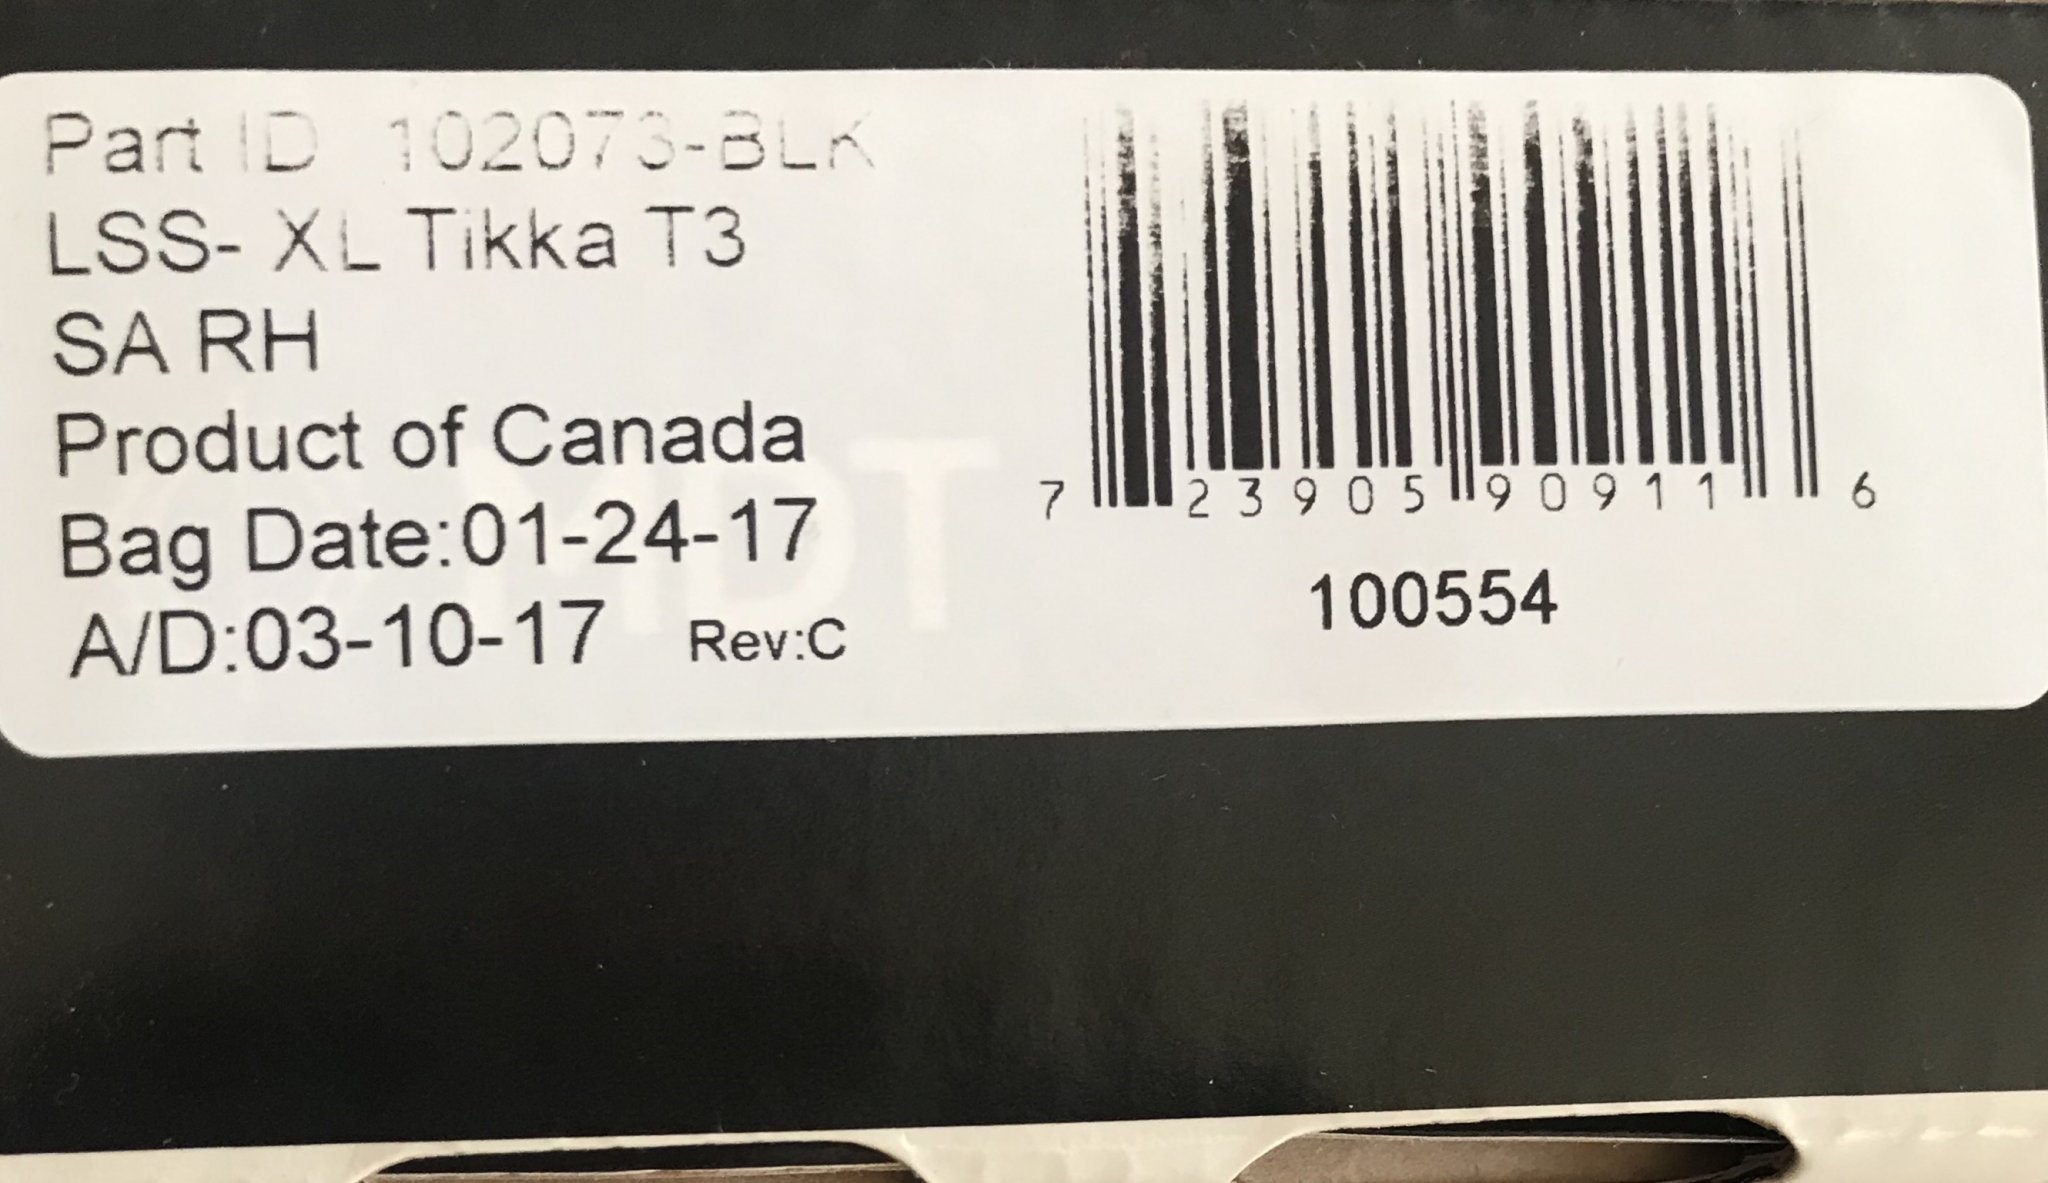 Part ID 102073-BLK
LSS- XL Tikka T3
SA RH
Product of Canada
Bag Date:01-24-17
A/D:03-10-17 Rev:C
7 23905 90911 6
100554
MDT